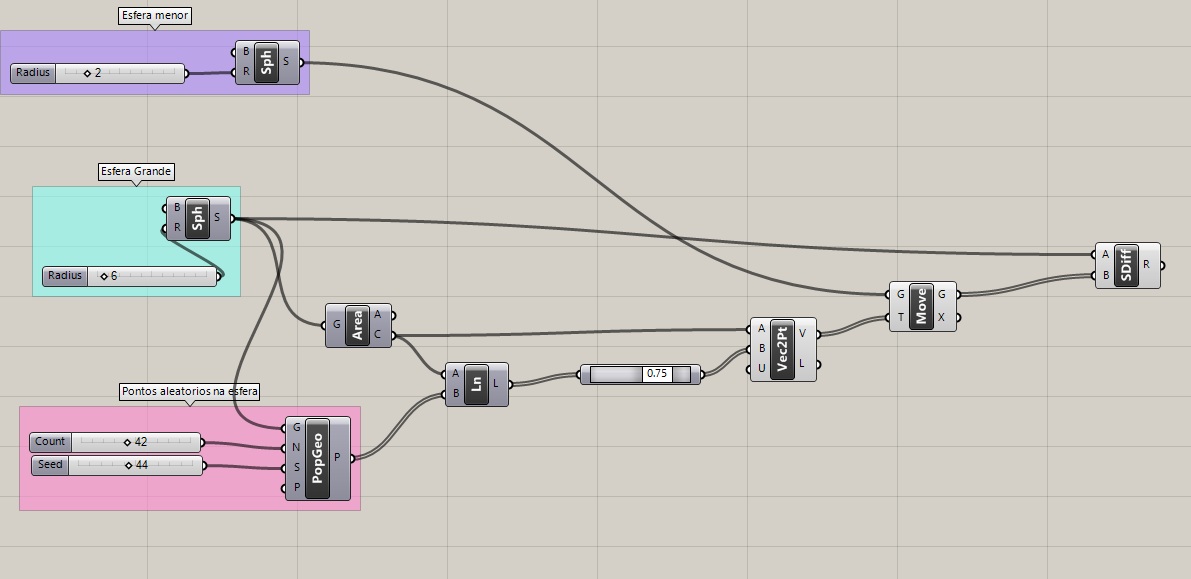 Esfera menor
Radius 2
B
R
Sph
S
Esfera Grande
B
R
Sph
S
Radius 6
G
Area
A
C
A
B
Ln
L
0.75
A
B
U
Vec2Pt
V
L
G
T
Move
G
X
A
B
SDiff
R
Pontos aleatorios na esfera
Count 42
Seed 44
G
N
S
P
PopGeo
P